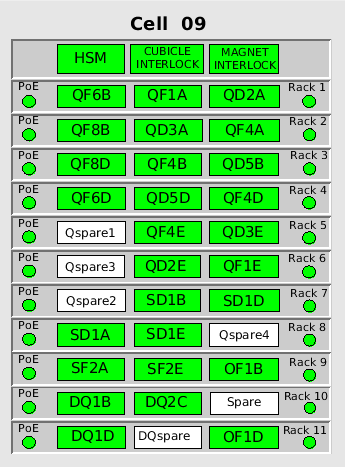 Cell 09
HSM CUBICLE INTERLOCK MAGNET INTERLOCK
PoE QF6B QF1A QD2A Rack 1
PoE QF8B QD3A QF4A Rack 2
PoE QF8D QF4B QD5B Rack 3
PoE QF6D QD5D QF4D Rack 4
PoE Qspare1 QF4E QD3E Rack 5
PoE Qspare3 QD2E QF1E Rack 6
PoE Qspare2 SD1B SD1D Rack 7
PoE SD1A SD1E Qspare4 Rack 8
PoE SF2A SF2E OF1B Rack 9
PoE DQ1B DQ2C Spare Rack 10
PoE DQ1D DQspare OF1D Rack 11